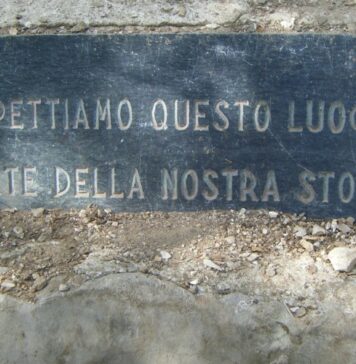 PETTIAMO QUESTO LUO
TE DELLA NOSTRA STO